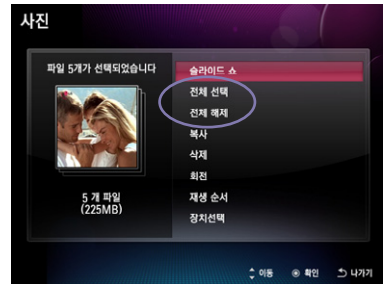 사진
파일 5개가 선택되었습니다
5 개 파일
(225MB)
슬라이드 쇼
전체 선택
전체 해제
복사
삭제
회전
재생 순서
장치선택
이동 확인 나가기